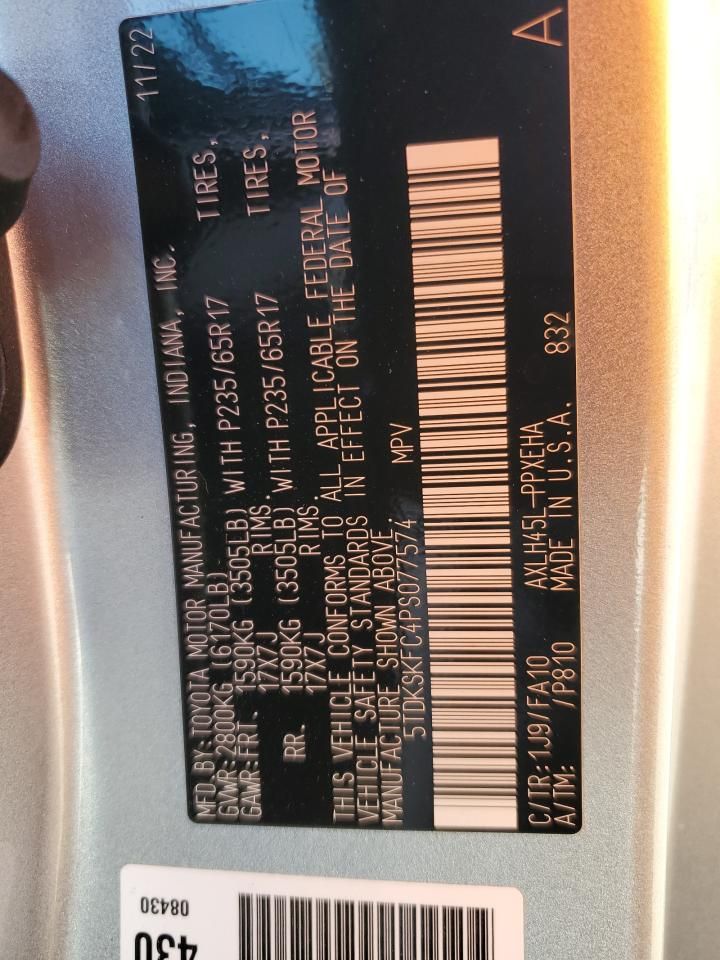 MFD.BY:TOYOTA MOTOR MANUFACTURING, INDIANA, INC. 11/22
GVWR:2800KG (6170LB)
GAWR:FRT. 1590KG (3505LB) WITH P235/65R17 TIRES,
17X7J RIMS.
RR. 1590KG (3505LB) WITH P235/65R17 TIRES,
17X7J RIMS.
THIS VEHICLE CONFORMS TO ALL APPLICABLE FEDERAL MOTOR
VEHICLE SAFETY STANDARDS IN EFFECT ON THE DATE OF
MANUFACTURE SHOWN ABOVE.
5TDKSKFC4PS077574 MPV
C/TR:1J9/FA10 AXLH45L-PPXEHA A
A/TM: /P810 MADE IN U.S.A. 832
08430
430